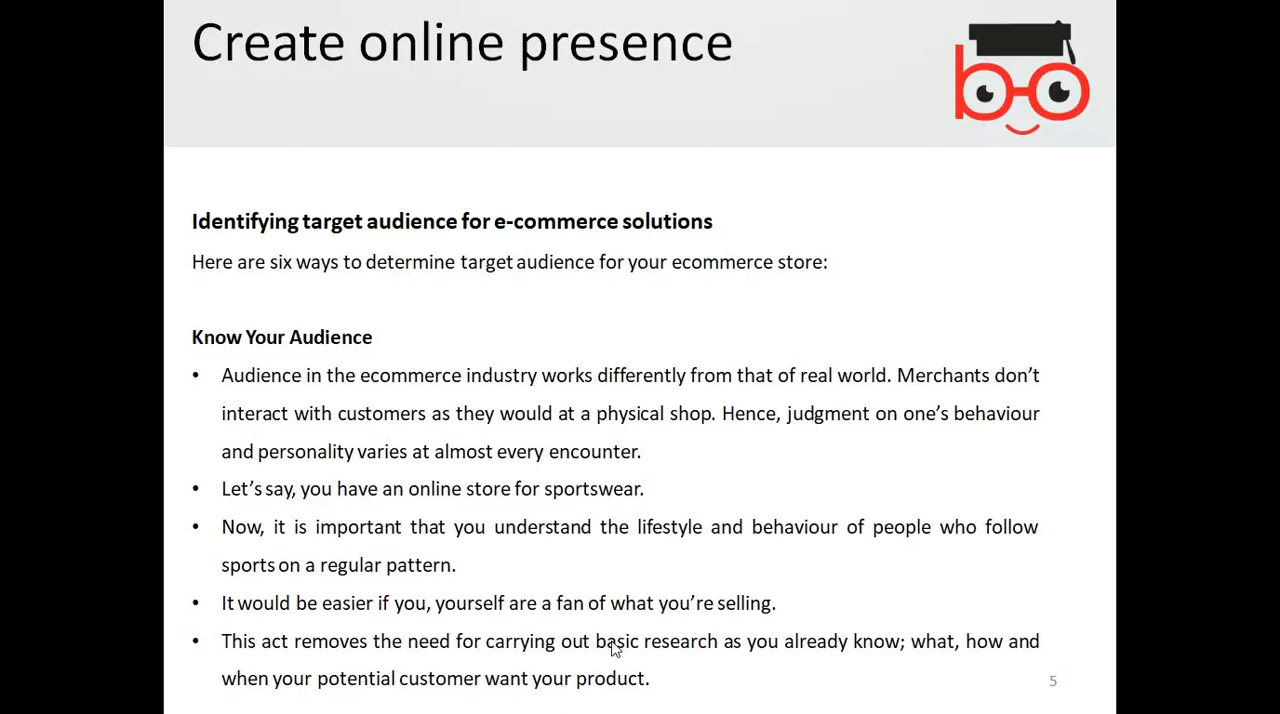 Create online presence
Identifying target audience for e-commerce solutions
Here are six ways to determine target audience for your ecommerce store:
Know Your Audience
• Audience in the ecommerce industry works differently from that of real world. Merchants don’t
interact with customers as they would at a physical shop. Hence, judgment on one’s behaviour
and personality varies at almost every encounter.
• Let’s say, you have an online store for sportswear.
• Now, it is important that you understand the lifestyle and behaviour of people who follow
sports on a regular pattern.
• It would be easier if you, yourself are a fan of what you’re selling.
• This act removes the need for carrying out basic research as you already know; what, how and
when your potential customer want your product.
5